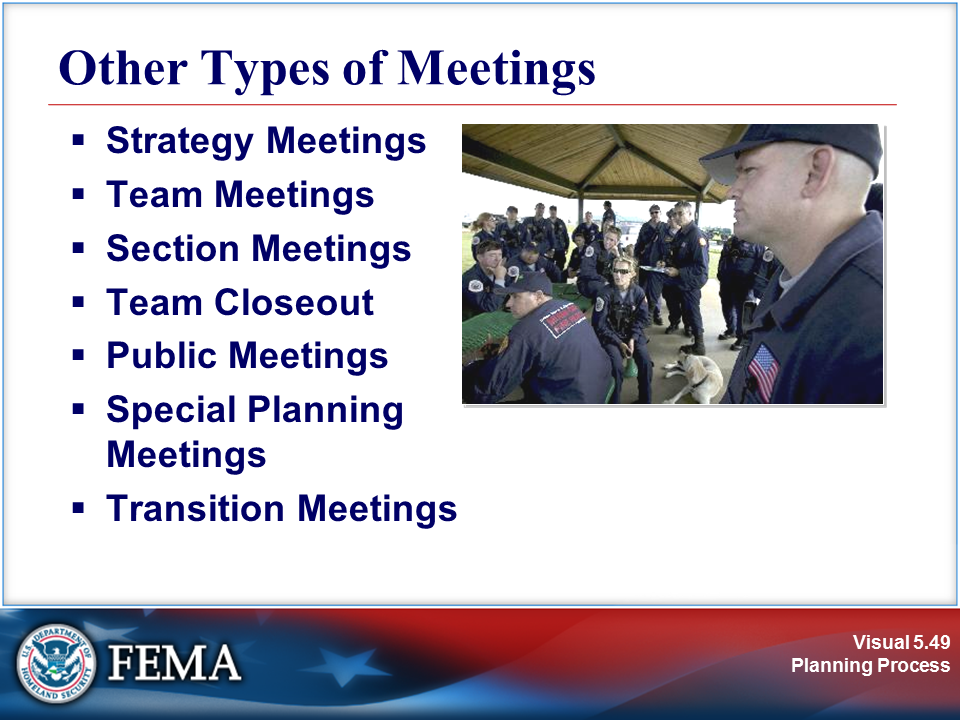 Other Types of Meetings
▪ Strategy Meetings
▪ Team Meetings
▪ Section Meetings
▪ Team Closeout
▪ Public Meetings
▪ Special Planning
Meetings
▪ Transition Meetings
U.S. DEPARTMENT OF HOMELAND SECURITY
FEMA
Visual 5.49
Planning Process